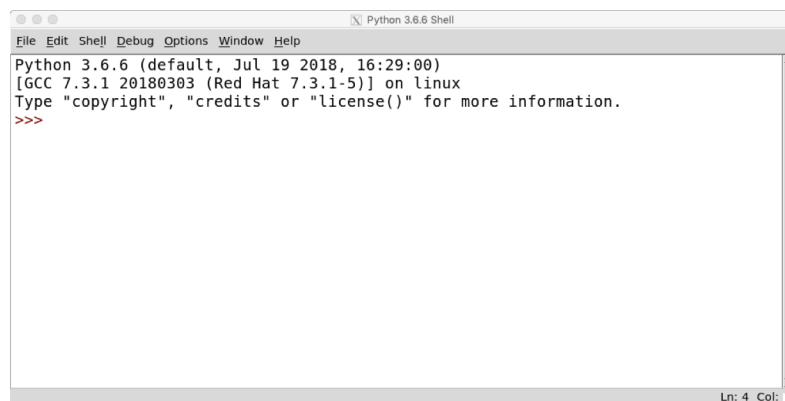 Python 3.6.6 Shell
File Edit Shell Debug Options Window Help
Python 3.6.6 (default, Jul 19 2018, 16:29:00)
[GCC 7.3.1 20180303 (Red Hat 7.3.1-5)] on linux
Type "copyright", "credits" or "license()" for more information.
>>>
Ln: 4 Col: